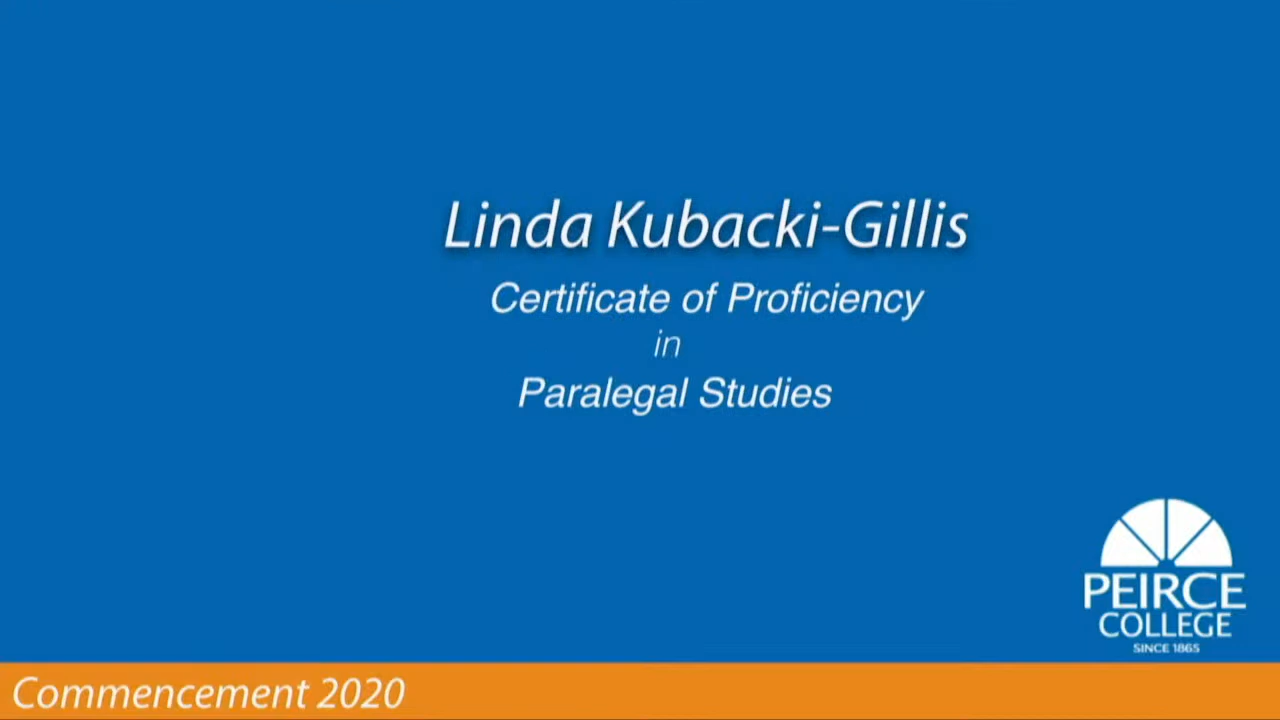 Linda Kubacki-Gillis
Certificate of Proficiency
in
Paralegal Studies
PEIRCE
COLLEGE
SINCE 1865
Commencement 2020